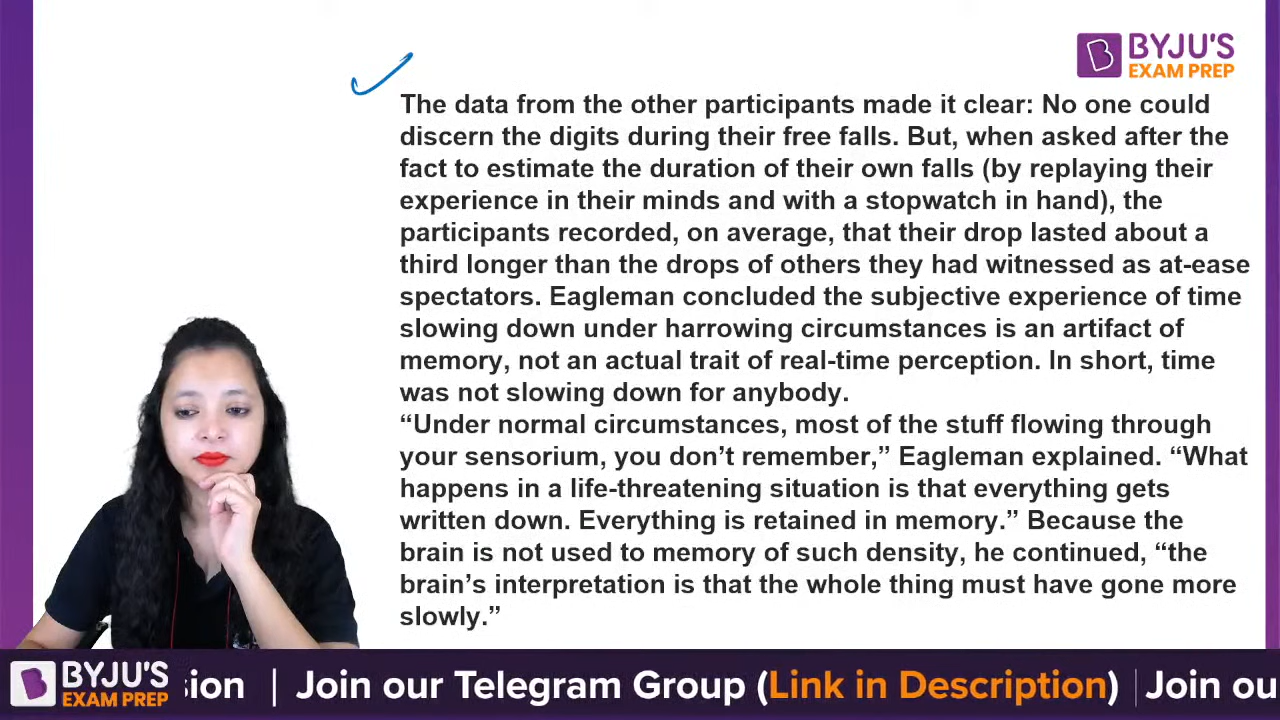 BYJU'S
EXAM PREP
The data from the other participants made it clear: No one could
discern the digits during their free falls. But, when asked after the
fact to estimate the duration of their own falls (by replaying their
experience in their minds and with a stopwatch in hand), the
participants recorded, on average, that their drop lasted about a
third longer than the drops of others they had witnessed as at-ease
spectators. Eagleman concluded the subjective experience of time
slowing down under harrowing circumstances is an artifact of
memory, not an actual trait of real-time perception. In short, time
was not slowing down for anybody.
“Under normal circumstances, most of the stuff flowing through
your sensorium, you don’t remember,” Eagleman explained. “What
happens in a life-threatening situation is that everything gets
written down. Everything is retained in memory.” Because the
brain is not used to memory of such density, he continued, “the
brain’s interpretation is that the whole thing must have gone more
slowly.”
BYJU'S
EXAM PREP
sion | Join our Telegram Group (Link in Description) | Join ou